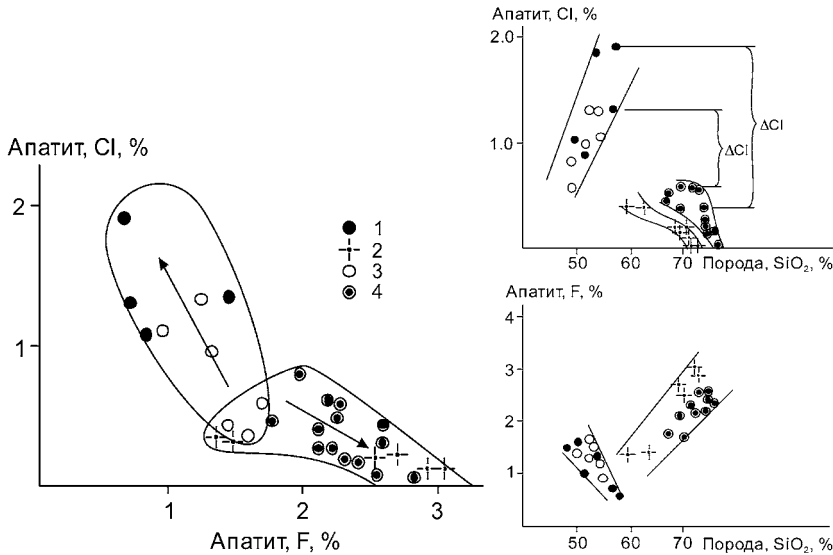 Апатит, Cl, %
2
1
1
2
3
Апатит, F, %
1
2
3
4
Апатит, Cl, %
2.0
1.0
ΔCl
ΔCl
50
60
70
Порода, SiO₂, %
Апатит, F, %
4
3
2
1
50
60
70
Порода, SiO₂, %